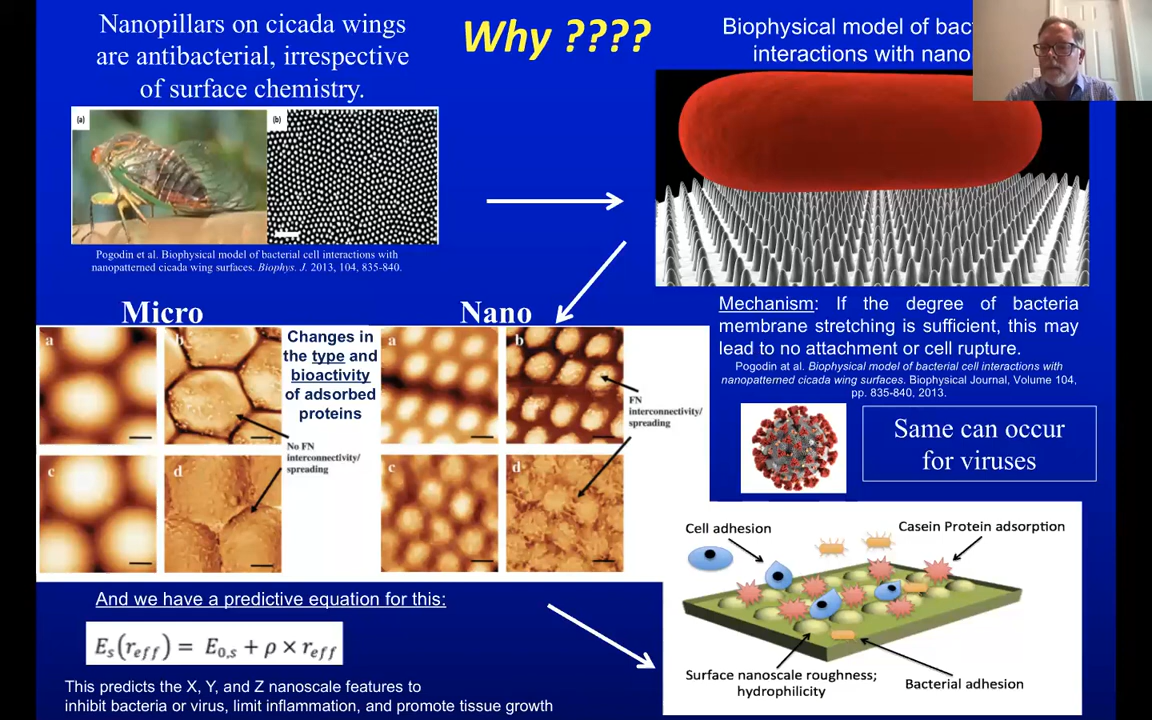 Nanopillars on cicada wings
are antibacterial, irrespective
of surface chemistry.
Why ????
Biophysical model of
interactions with nano
(a)
(b)
Pogodin et al. Biophysical model of bacterial cell interactions with
nanopatterned cicada wing surfaces. Biophys. J. 2013, 104, 835-840.
Mechanism: If the degree of bacteria
membrane stretching is sufficient, this may
lead to no attachment or cell rupture.
Pogodin at al. Biophysical model of bacterial cell interactions with
nanopatterned cicada wing surfaces. Biophysical Journal, Volume 104,
pp. 835-840, 2013.
Micro
Nano
a
b
c
d
Changes in
the type and
bioactivity
of adsorbed
proteins
No FN
interconnectivity/
spreading
a
b
c
d
FN
interconnectivity/
spreading
Same can occur
for viruses
Cell adhesion
Casein Protein adsorption
Surface nanoscale roughness;
hydrophilicity
Bacterial adhesion
And we have a predictive equation for this:
Es(reff) = E0,s + ρ × reff
This predicts the X, Y, and Z nanoscale features to
inhibit bacteria or virus, limit inflammation, and promote tissue growth